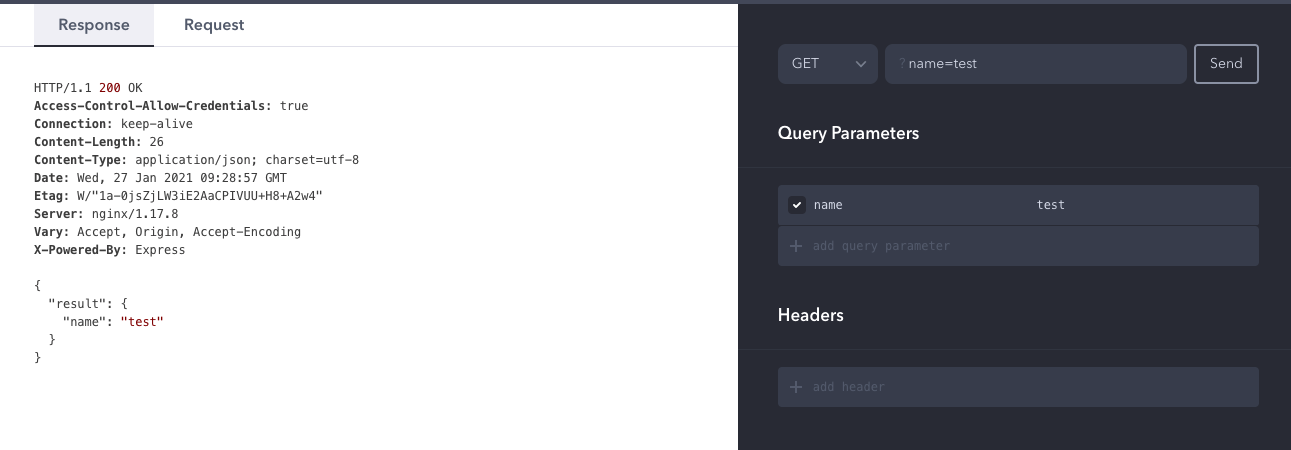 Response Request
HTTP/1.1 200 OK
Access-Control-Allow-Credentials: true
Connection: keep-alive
Content-Length: 26
Content-Type: application/json; charset=utf-8
Date: Wed, 27 Jan 2021 09:28:57 GMT
Etag: W/"1a-0jsZjLW3iE2AaCPIVUU+H8+A2w4"
Server: nginx/1.17.8
Vary: Accept, Origin, Accept-Encoding
X-Powered-By: Express
{
"result": {
"name": "test"
}
}
GET ? name=test Send
Query Parameters
name test
+ add query parameter
Headers
+ add header